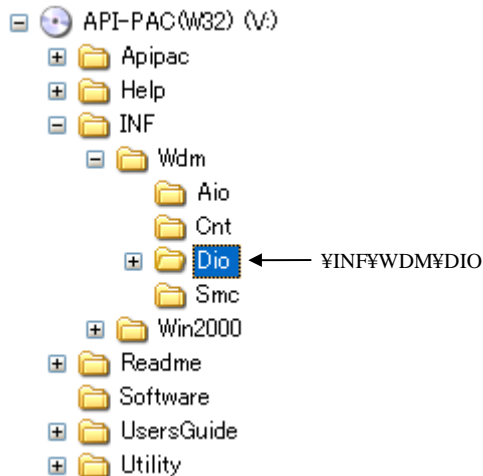 API-PAC(W32) (V:)
Apipac
Help
INF
Wdm
Aio
Cnt
Dio ¥INF¥WDM¥DIO
Smc
Win2000
Readme
Software
UsersGuide
Utility